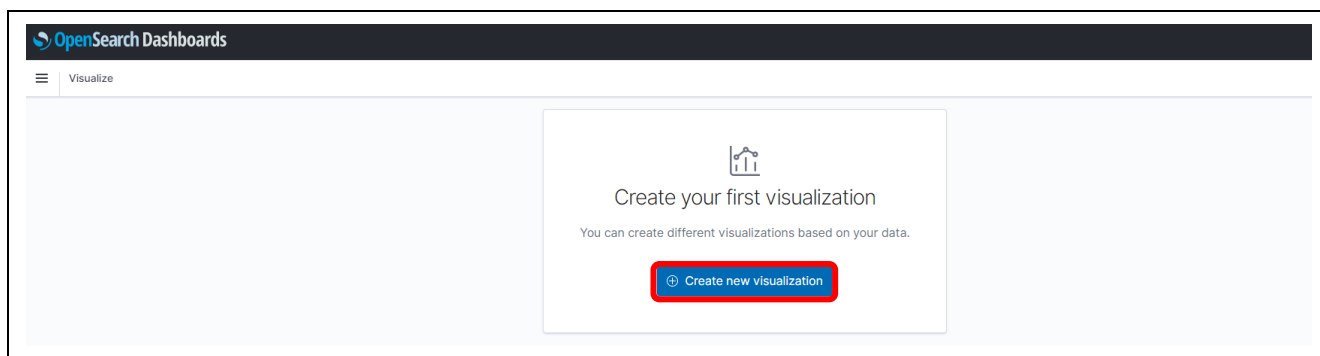 OpenSearch Dashboards
Visualize
Create your first visualization
You can create different visualizations based on your data.
Create new visualization